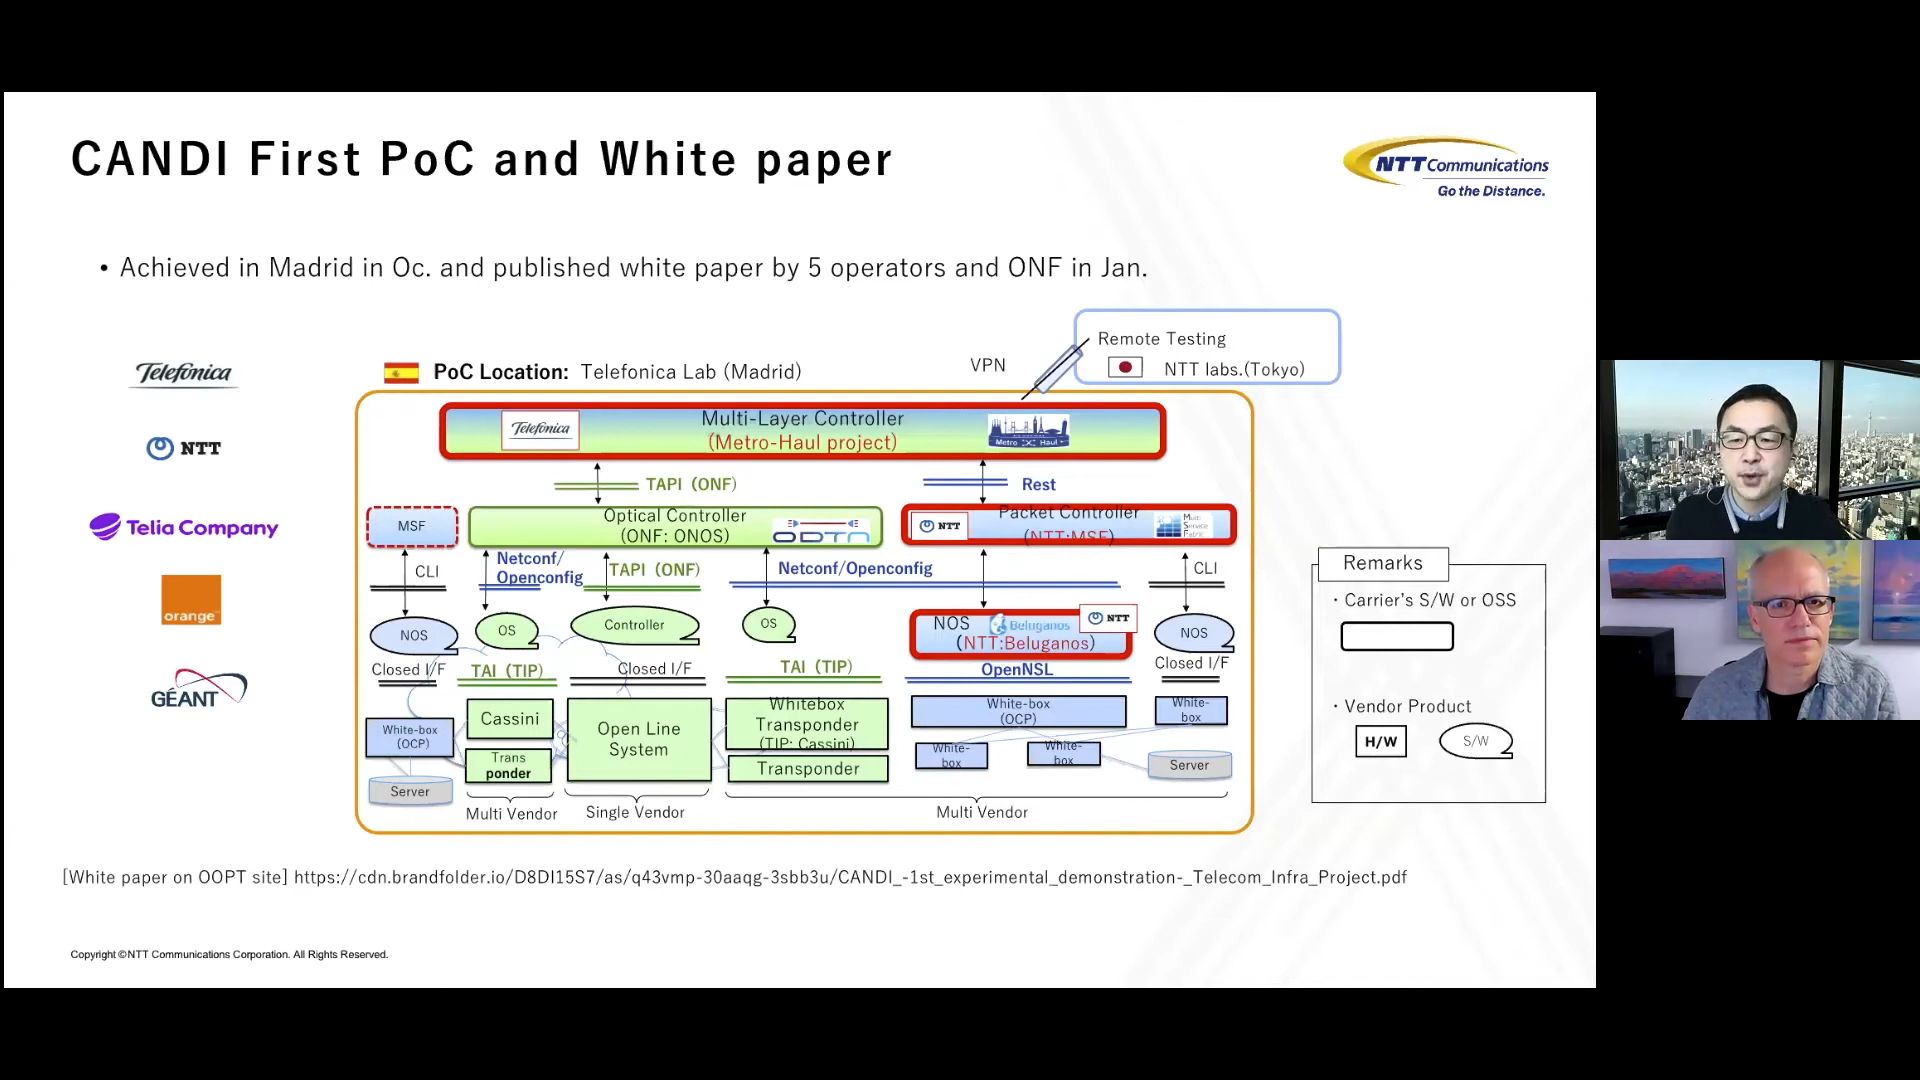 CANDI First PoC and White paper
NTT Communications
Go the Distance.
• Achieved in Madrid in Oc. and published white paper by 5 operators and ONF in Jan.
Telefónica
NTT
Telia Company
orange
GÉANT
PoC Location: Telefonica Lab (Madrid)
VPN
Remote Testing
NTT labs.(Tokyo)
Telefónica
Multi-Layer Controller
(Metro-Haul project)
Metro Haul
TAPI (ONF)
Rest
MSF
Optical Controller
(ONF: ONOS)
ODTN
NTT
Packet Controller
(NTT:MSF)
Multi
Service
Fabric
CLI
Netconf/
Openconfig
TAPI (ONF)
Netconf/Openconfig
CLI
NOS
OS
Controller
OS
NOS
Beluganos
NTT
(NTT:Beluganos)
NOS
Closed I/F
TAI (TIP)
Closed I/F
TAI (TIP)
OpenNSL
Closed I/F
White-box
(OCP)
Cassini
Trans
ponder
Open Line
System
Whitebox
Transponder
(TIP: Cassini)
Transponder
White-box
(OCP)
White-
box
White-
box
White-
box
Server
Server
Multi Vendor
Single Vendor
Multi Vendor
Remarks
・Carrier's S/W or OSS
・Vendor Product
H/W
S/W
[White paper on OOPT site] https://cdn.brandfolder.io/D8DI15S7/as/q43vmp-30aaqg-3sbb3u/CANDI_-1st_experimental_demonstration-_Telecom_Infra_Project.pdf
Copyright © NTT Communications Corporation. All Rights Reserved.